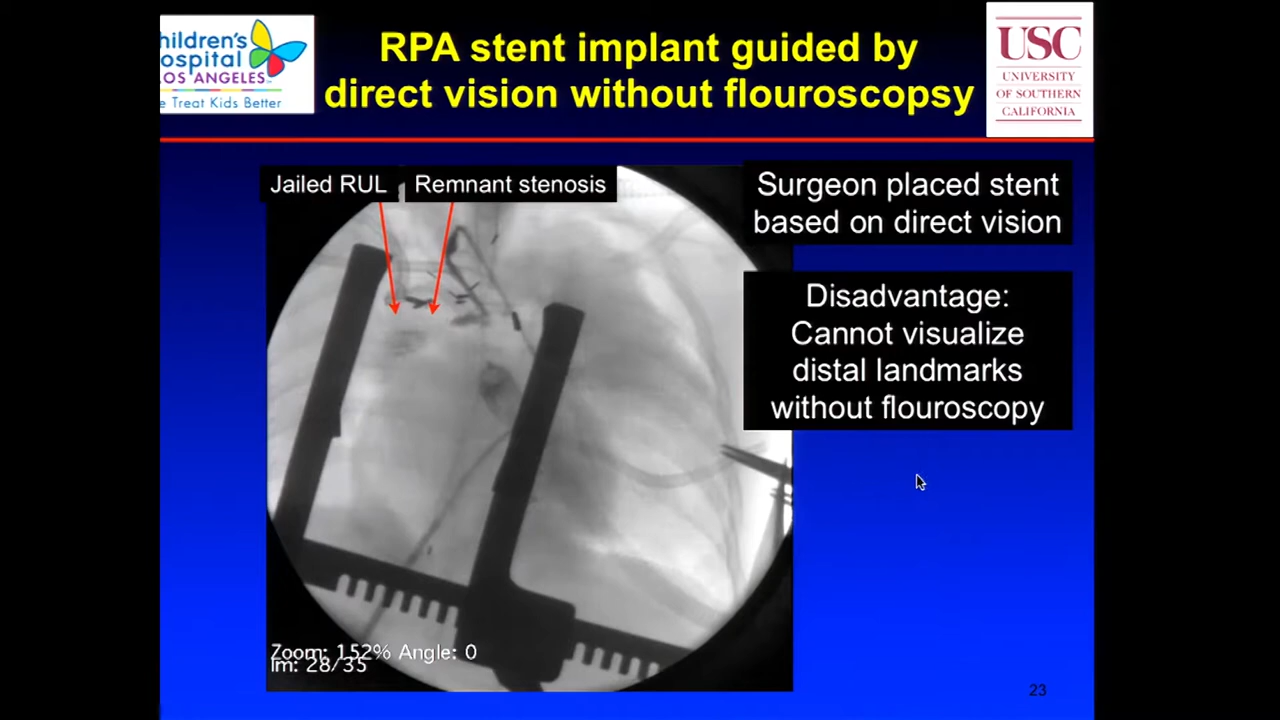 hildren's
ospital
LOS ANGELES
e Treat Kids Better
RPA stent implant guided by
direct vision without flouroscopsy
USC
UNIVERSITY
OF SOUTHERN
CALIFORNIA
Jailed RUL
Remnant stenosis
Surgeon placed stent
based on direct vision
Disadvantage:
Cannot visualize
distal landmarks
without flouroscopy
Zoom: 152% Angle: 0
Im: 28/35
23